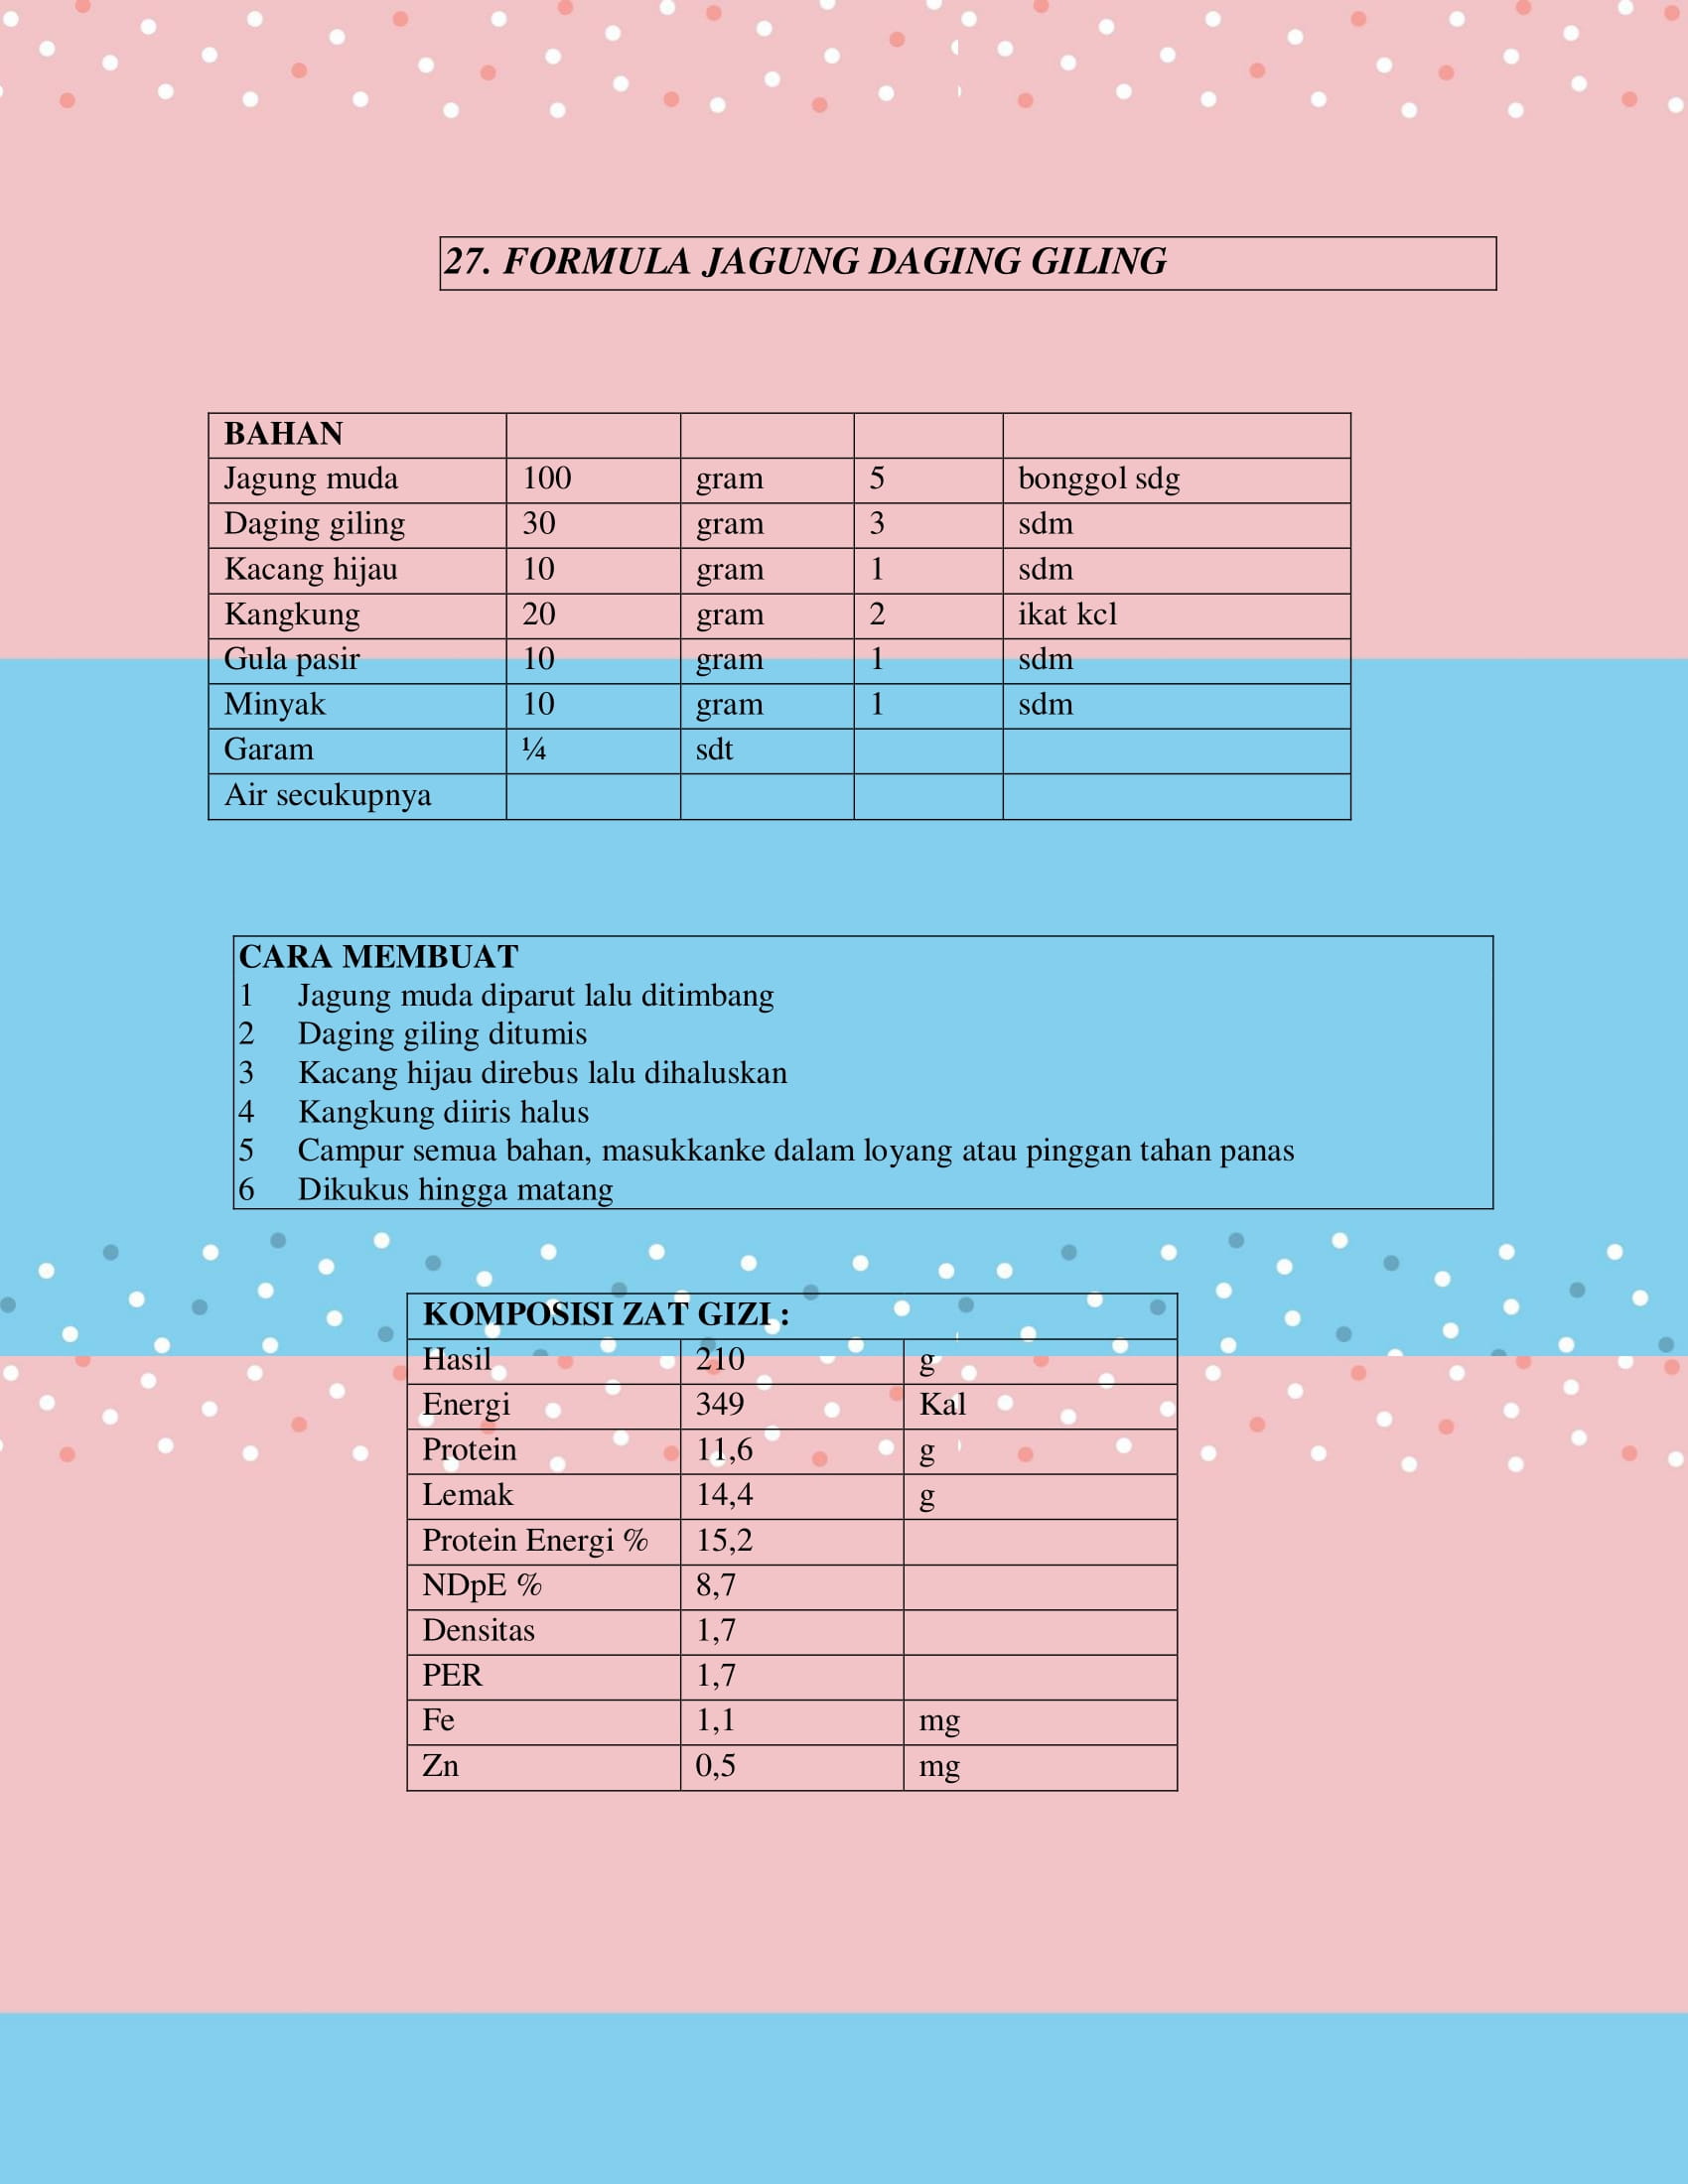 27. FORMULA JAGUNG DAGING GILING
BAHAN
Jagung muda 100 gram 5 bonggol sdg
Daging giling 30 gram 3 sdm
Kacang hijau 10 gram 1 sdm
Kangkung 20 gram 2 ikat kcl
Gula pasir 10 gram 1 sdm
Minyak 10 gram 1 sdm
Garam ¼ sdt
Air secukupnya
CARA MEMBUAT
1 Jagung muda diparut lalu ditimbang
2 Daging giling ditumis
3 Kacang hijau direbus lalu dihaluskan
4 Kangkung diiris halus
5 Campur semua bahan, masukkanke dalam loyang atau pinggan tahan panas
6 Dikukus hingga matang
KOMPOSISI ZAT GIZI :
Hasil 210 g
Energi 349 Kal
Protein 11,6 g
Lemak 14,4 g
Protein Energi % 15,2
NDpE % 8,7
Densitas 1,7
PER 1,7
Fe 1,1 mg
Zn 0,5 mg